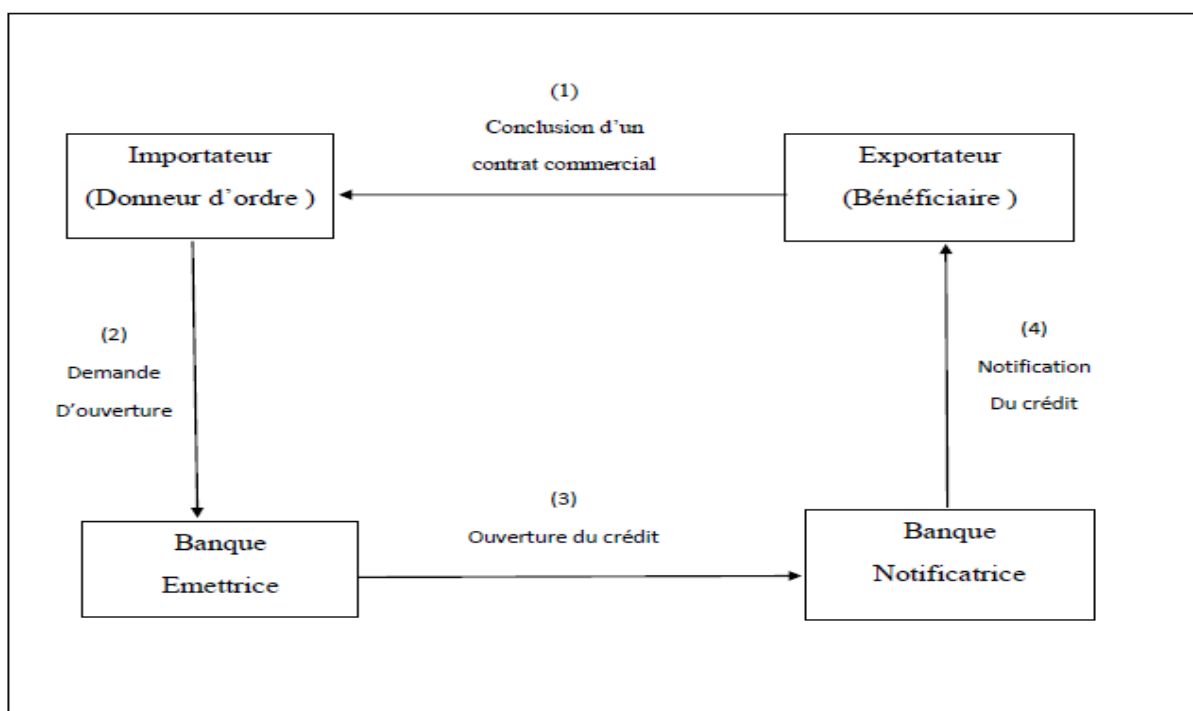 (1)
Conclusion d'un
contrat commercial
Importateur
(Donneur d'ordre )
Exportateur
(Bénéficiaire )
(2)
Demande
D'ouverture
(4)
Notification
Du crédit
(3)
Ouverture du crédit
Banque
Emettrice
Banque
Notificatrice